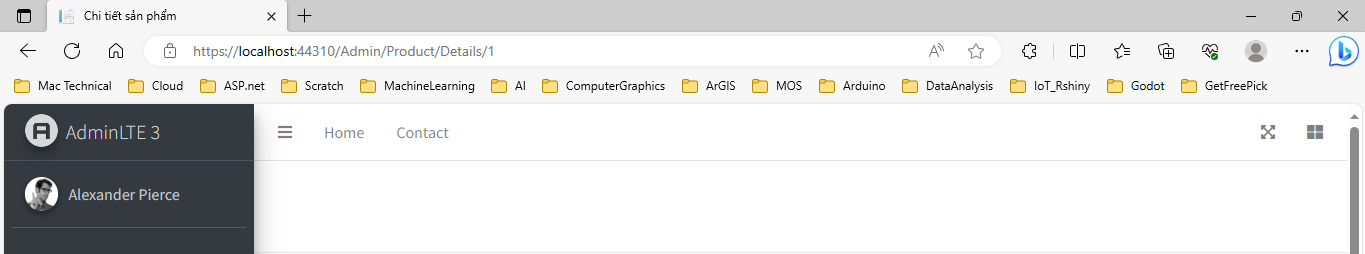 Chi tiết sản phẩm
https://localhost:44310/Admin/Product/Details/1
Mac Technical Cloud ASP.net Scratch MachineLearning AI ComputerGraphics ArGIS MOS Arduino DataAnalysis IoT_Rshiny Godot GetFreePick
AdminLTE 3 Home Contact
Alexander Pierce